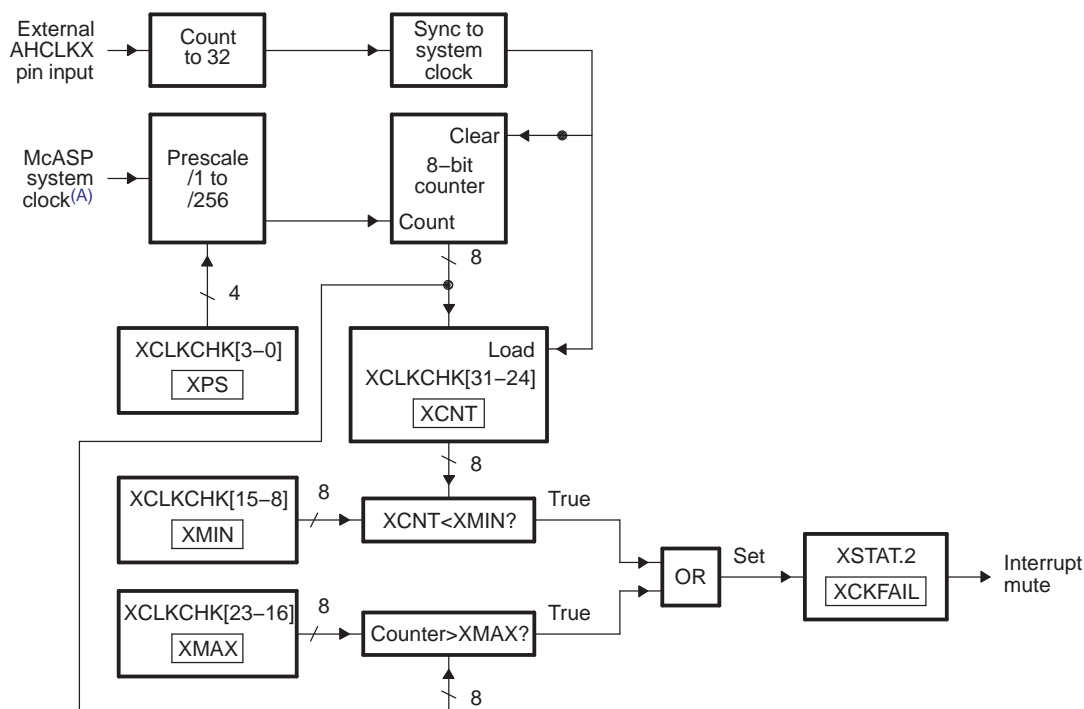 External
AHCLKX
pin input
Count
to 32
Sync to
system
clock
McASP
system
clock(A)
Prescale
/1 to
/256
Clear
8−bit
counter
Count
8
4
XCLKCHK[3−0]
XPS
Load
XCLKCHK[31−24]
XCNT
8
XCLKCHK[15−8]
XMIN
8
XCNT<XMIN?
True
OR
Set
XSTAT.2
XCKFAIL
Interrupt
mute
XCLKCHK[23−16]
XMAX
8
Counter>XMAX?
True
8